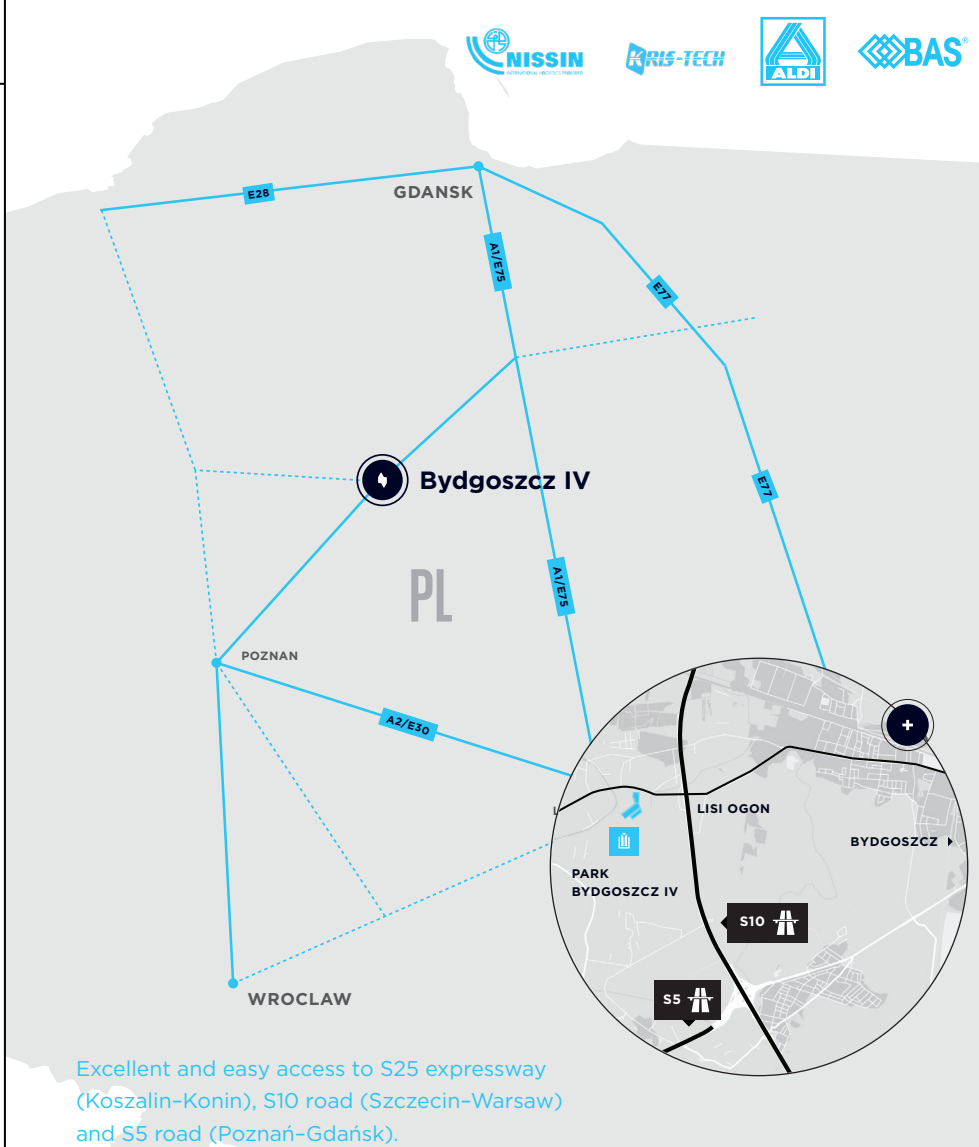 NISSIN
INTERNATIONAL LOGISTICS PROVIDER
KRIS-TECH
ALDI
BAS®
E28
GDANSK
A1/E75
E77
Bydgoszcz IV
E77
PL
A1/E75
POZNAN
A2/E30
+
L
LISI OGON
BYDGOSZCZ
PARK
BYDGOSZCZ IV
S10
S5
WROCLAW
Excellent and easy access to S25 expressway
(Koszalin–Konin), S10 road (Szczecin–Warsaw)
and S5 road (Poznań–Gdańsk).